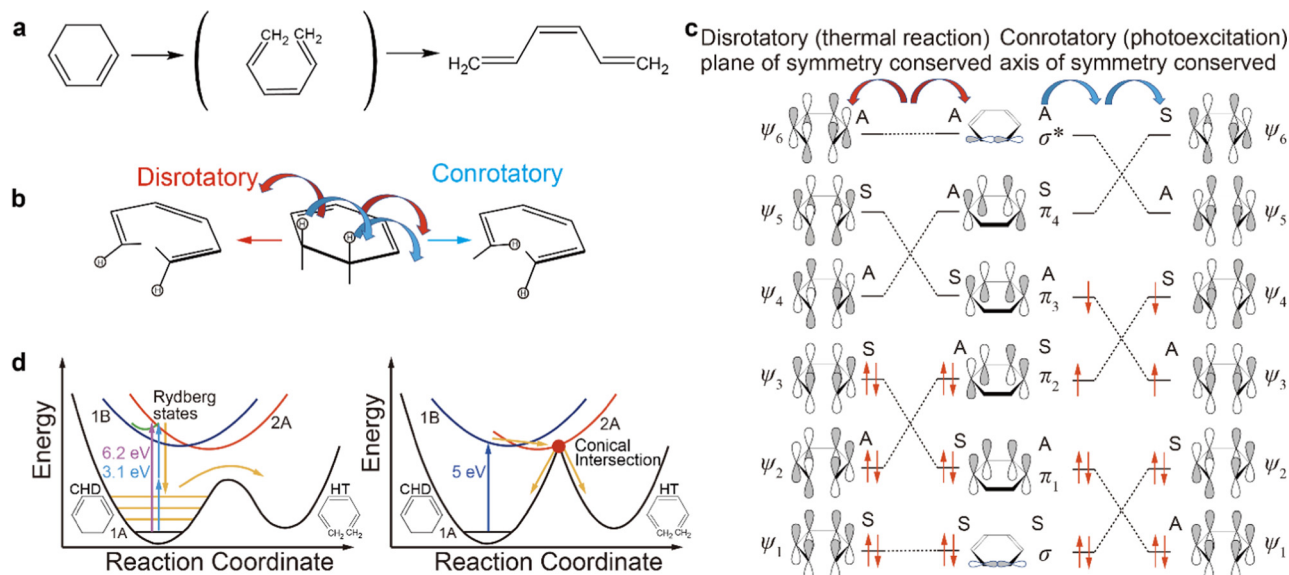 a
CH₂ CH₂
H₂C
CH₂
b
Disrotatory
Conrotatory
H
H
H
H
H
H
c
Disrotatory (thermal reaction)
plane of symmetry conserved
Conrotatory (photoexcitation)
axis of symmetry conserved
ψ₆ A A A σ* S ψ₆
ψ₅ S A S π₄ A ψ₅
ψ₄ A S A π₃ S ψ₄
ψ₃ S A S π₂ A ψ₃
ψ₂ A S A π₁ S ψ₂
ψ₁ S S S σ A ψ₁
d
Energy
1B
Rydberg
states
2A
6.2 eV
3.1 eV
CHD
1A
HT
CH₂ CH₂
Reaction Coordinate
Energy
1B
2A
Conical
Intersection
5 eV
CHD
1A
HT
CH₂ CH₂
Reaction Coordinate